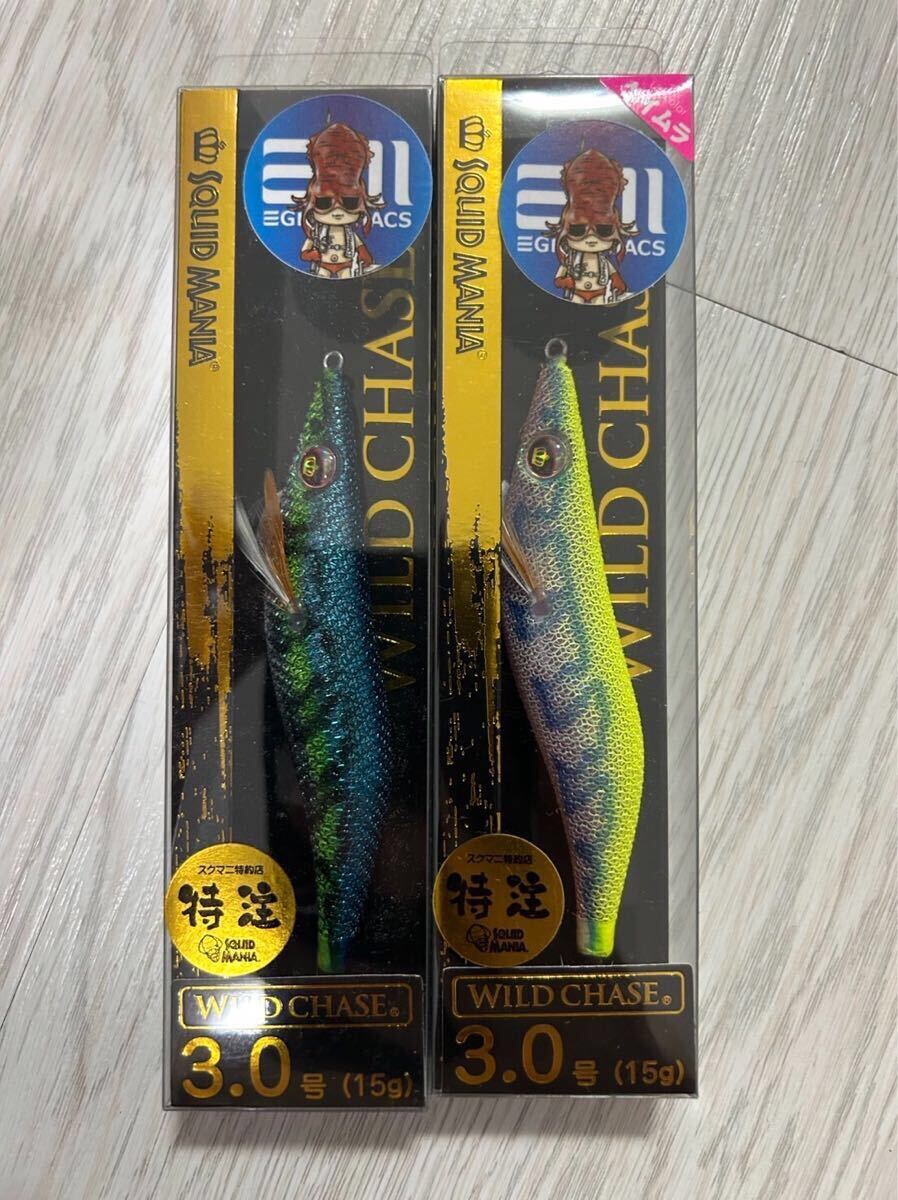 SQUID MANIA®
EGI ACS
WILD CHASE
スクマニ特約店
特注
SQUID
MANIA.
WILD CHASE®
3.0号 (15g)
SQUID MANIA®
EGI ACS
WILD CHASE
スクマニ特約店
特注
SQUID
MANIA.
WILD CHASE®
3.0号 (15g)